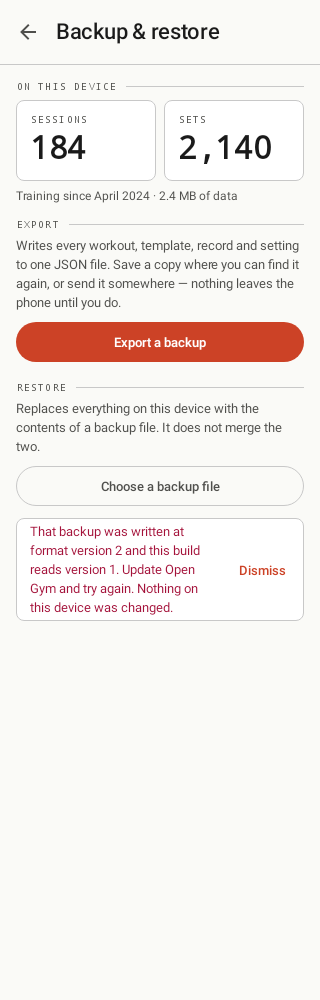 Backup & restore
ON THIS DEVICE
SESSIONS
184
SETS
2,140
Training since April 2024 · 2.4 MB of data
EXPORT
Writes every workout, template, record and setting
to one JSON file. Save a copy where you can find it
again, or send it somewhere — nothing leaves the
phone until you do.
Export a backup
RESTORE
Replaces everything on this device with the
contents of a backup file. It does not merge the
two.
Choose a backup file
That backup was written at
format version 2 and this build
reads version 1. Update Open
Gym and try again. Nothing on
this device was changed.
Dismiss